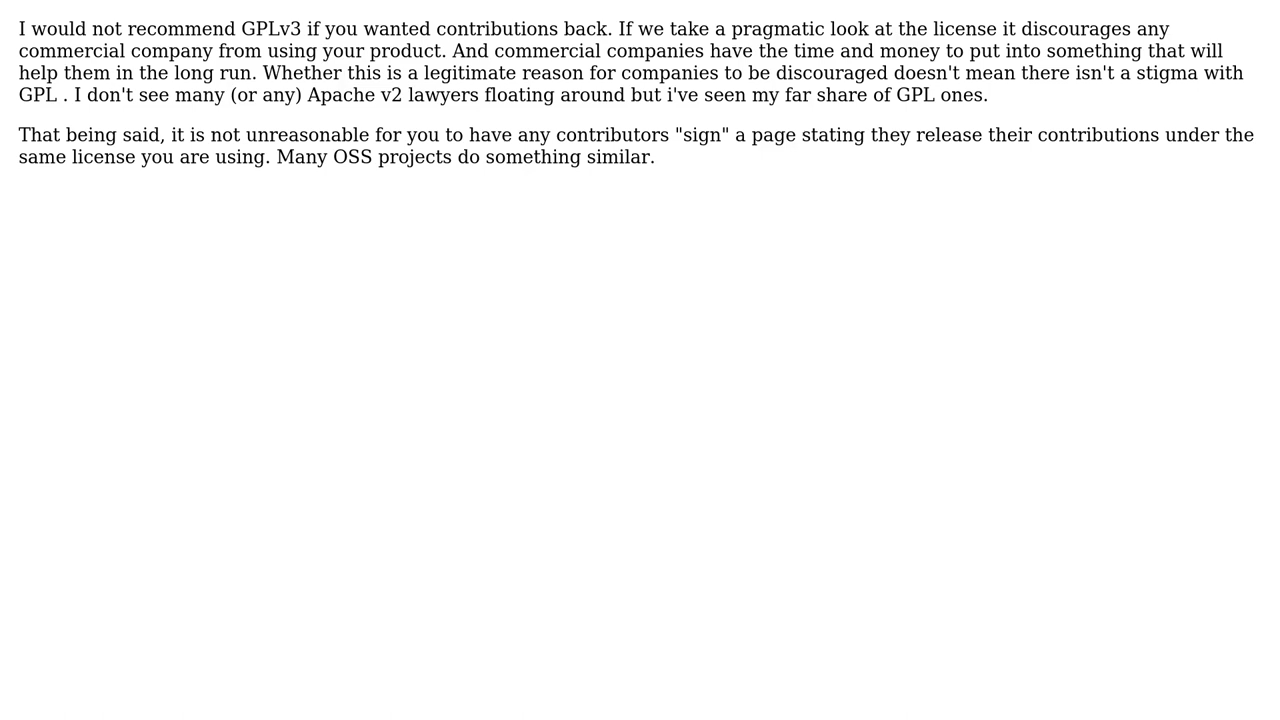 I would not recommend GPLv3 if you wanted contributions back. If we take a pragmatic look at the license it discourages any
commercial company from using your product. And commercial companies have the time and money to put into something that will
help them in the long run. Whether this is a legitimate reason for companies to be discouraged doesn't mean there isn't a stigma with
GPL . I don't see many (or any) Apache v2 lawyers floating around but i've seen my far share of GPL ones.
That being said, it is not unreasonable for you to have any contributors "sign" a page stating they release their contributions under the
same license you are using. Many OSS projects do something similar.